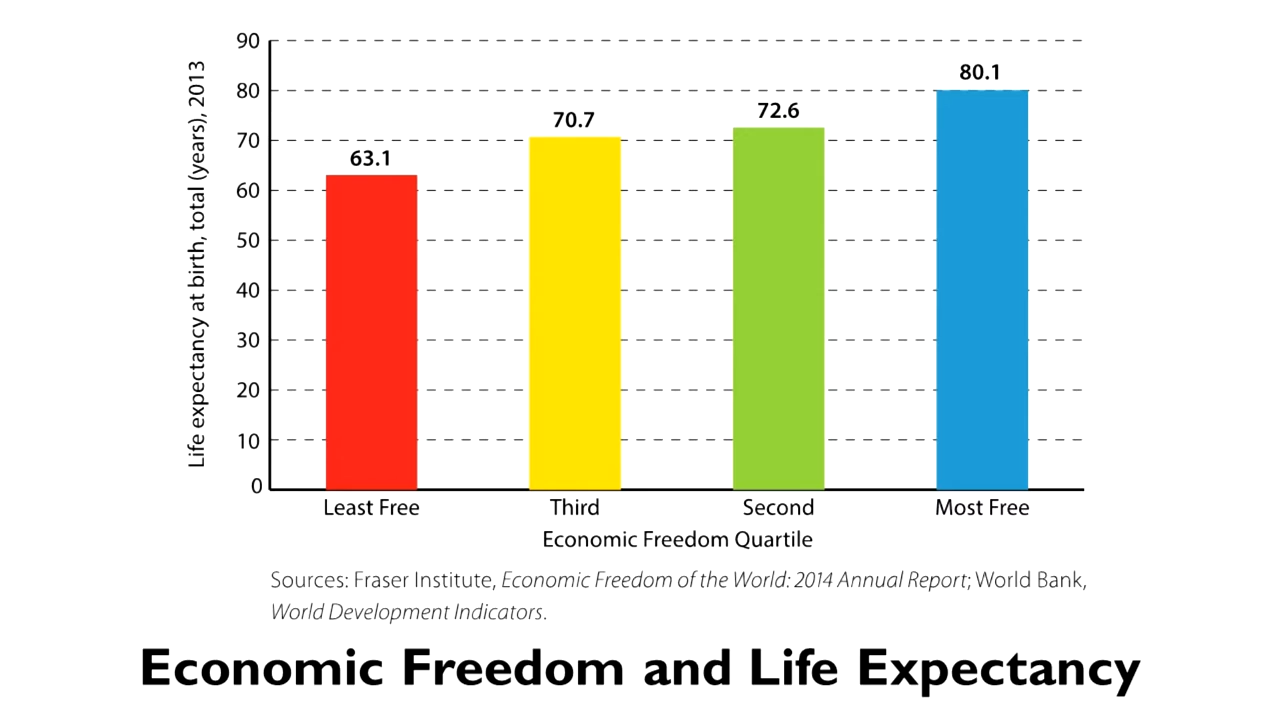 90
80.1
80
72.6
70.7
70
63.1
60
50
40
30
20
10
0
Life expectancy at birth, total (years), 2013
Least Free
Third
Second
Most Free
Economic Freedom Quartile
Sources: Fraser Institute, Economic Freedom of the World: 2014 Annual Report; World Bank,
World Development Indicators.
Economic Freedom and Life Expectancy